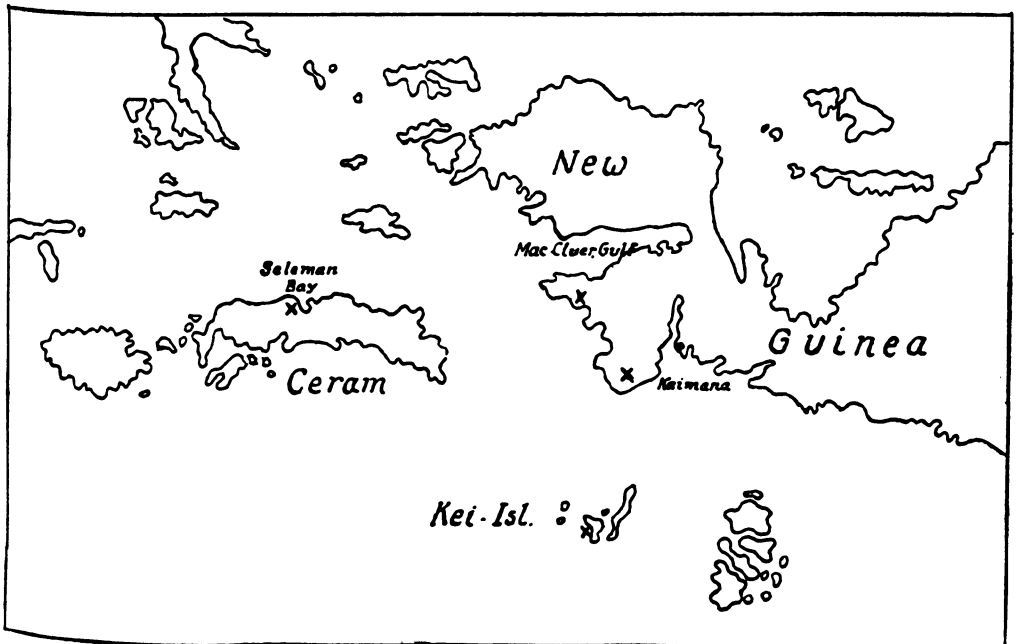 New
Mac Cluer, Gulf
Seleman
Bay
Guinea
Ceram
Kaimana
Kei-Isl.